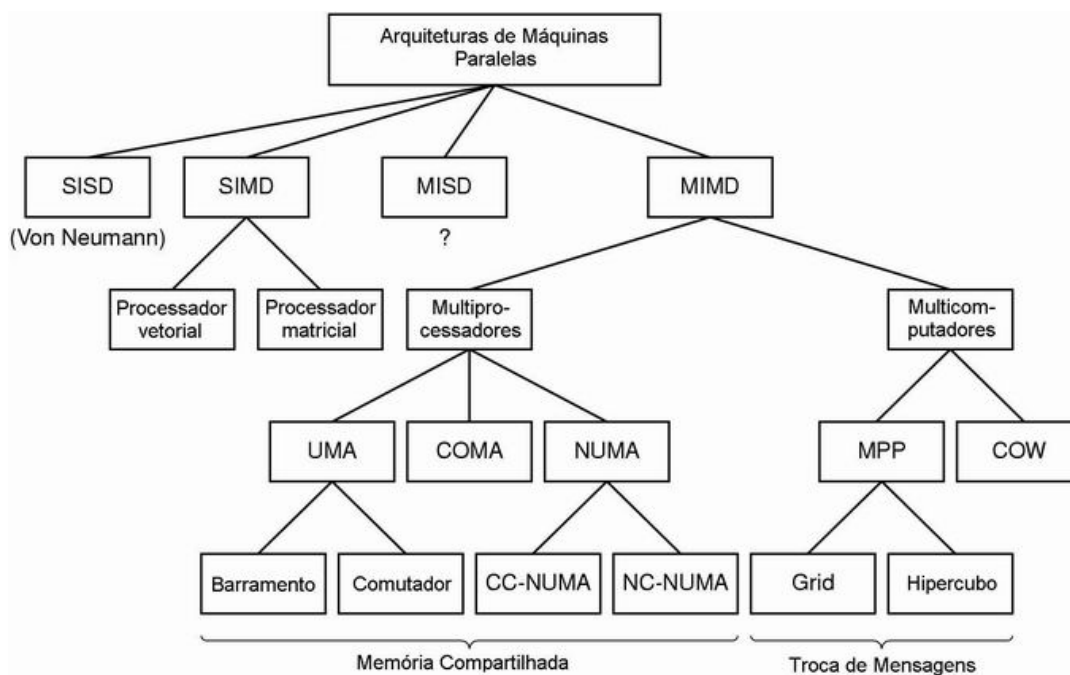 Arquiteturas de Máquinas
Paralelas
SISD
SIMD
MISD
MIMD
(Von Neumann)
?
Processador
vetorial
Processador
matricial
Multipro-
cessadores
Multicom-
putadores
UMA
COMA
NUMA
MPP
COW
Barramento
Comutador
CC-NUMA
NC-NUMA
Grid
Hipercubo
Memória Compartilhada
Troca de Mensagens